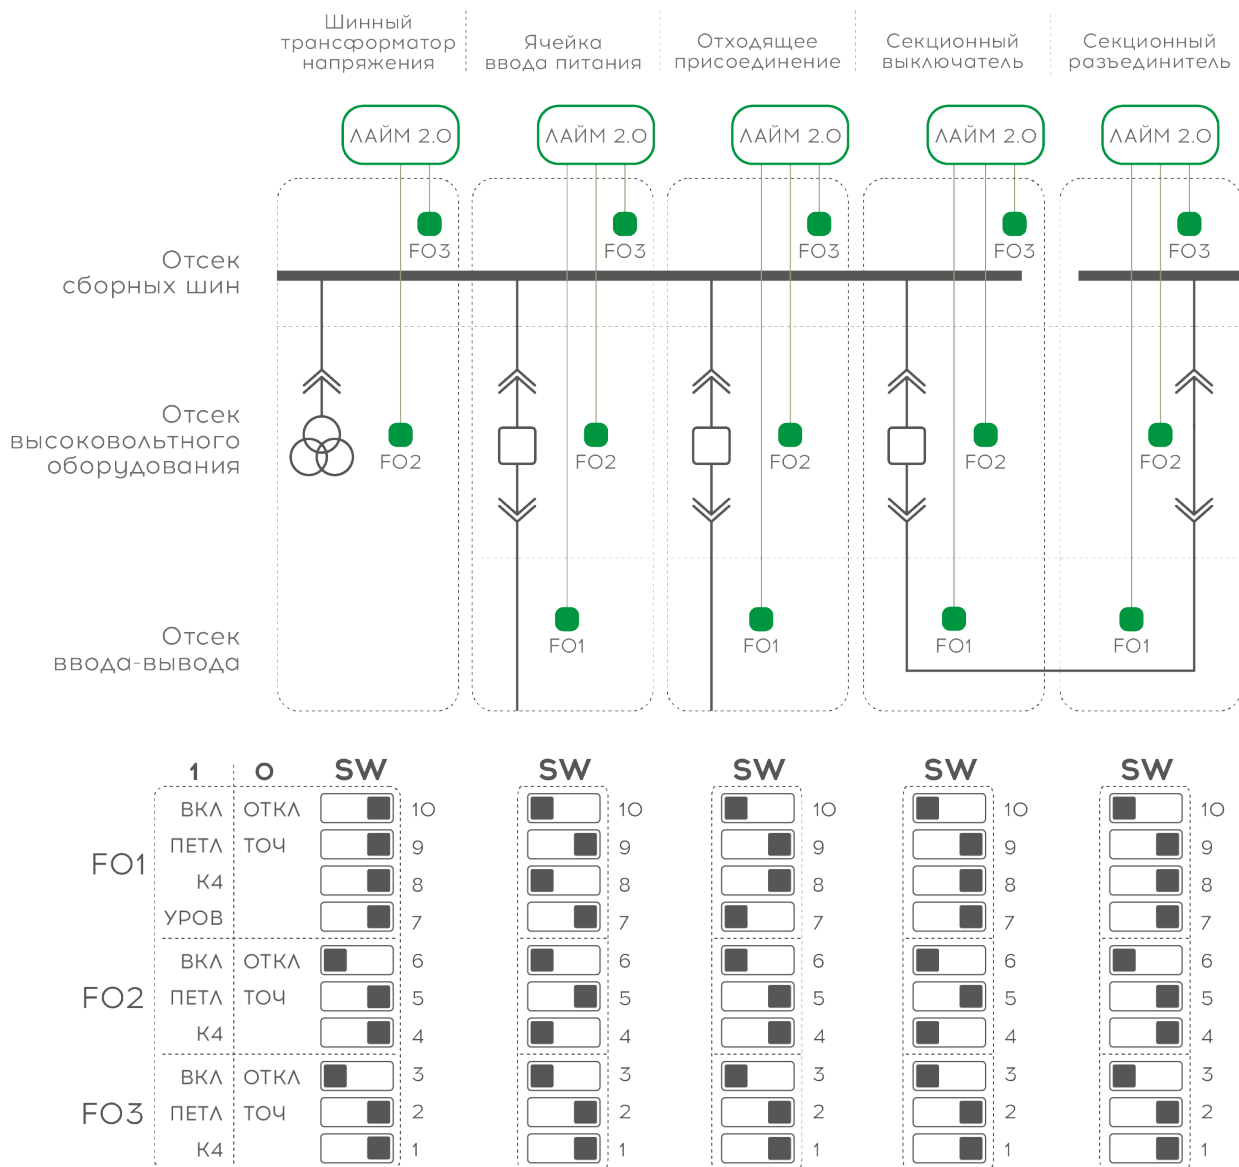 Шинный
трансформатор
напряжения
Ячейка
ввода питания
Отходящее
присоединение
Секционный
выключатель
Секционный
разъединитель
ЛАЙМ 2.0
ЛАЙМ 2.0
ЛАЙМ 2.0
ЛАЙМ 2.0
ЛАЙМ 2.0
FO3
FO3
FO3
FO3
FO3
Отсек
сборных шин
Отсек
высоковольтного
оборудования
FO2
FO2
FO2
FO2
FO2
Отсек
ввода-вывода
FO1
FO1
FO1
FO1
FO1
1 0 SW SW SW SW SW
ВКЛ ОТКЛ 10 10 10 10 10
FO1
ПЕТЛ ТОЧ 9 9 9 9 9
К4 8 8 8 8 8
УРОВ 7 7 7 7 7
ВКЛ ОТКЛ 6 6 6 6 6
FO2
ПЕТЛ ТОЧ 5 5 5 5 5
К4 4 4 4 4 4
ВКЛ ОТКЛ 3 3 3 3 3
FO3
ПЕТЛ ТОЧ 2 2 2 2 2
К4 1 1 1 1 1